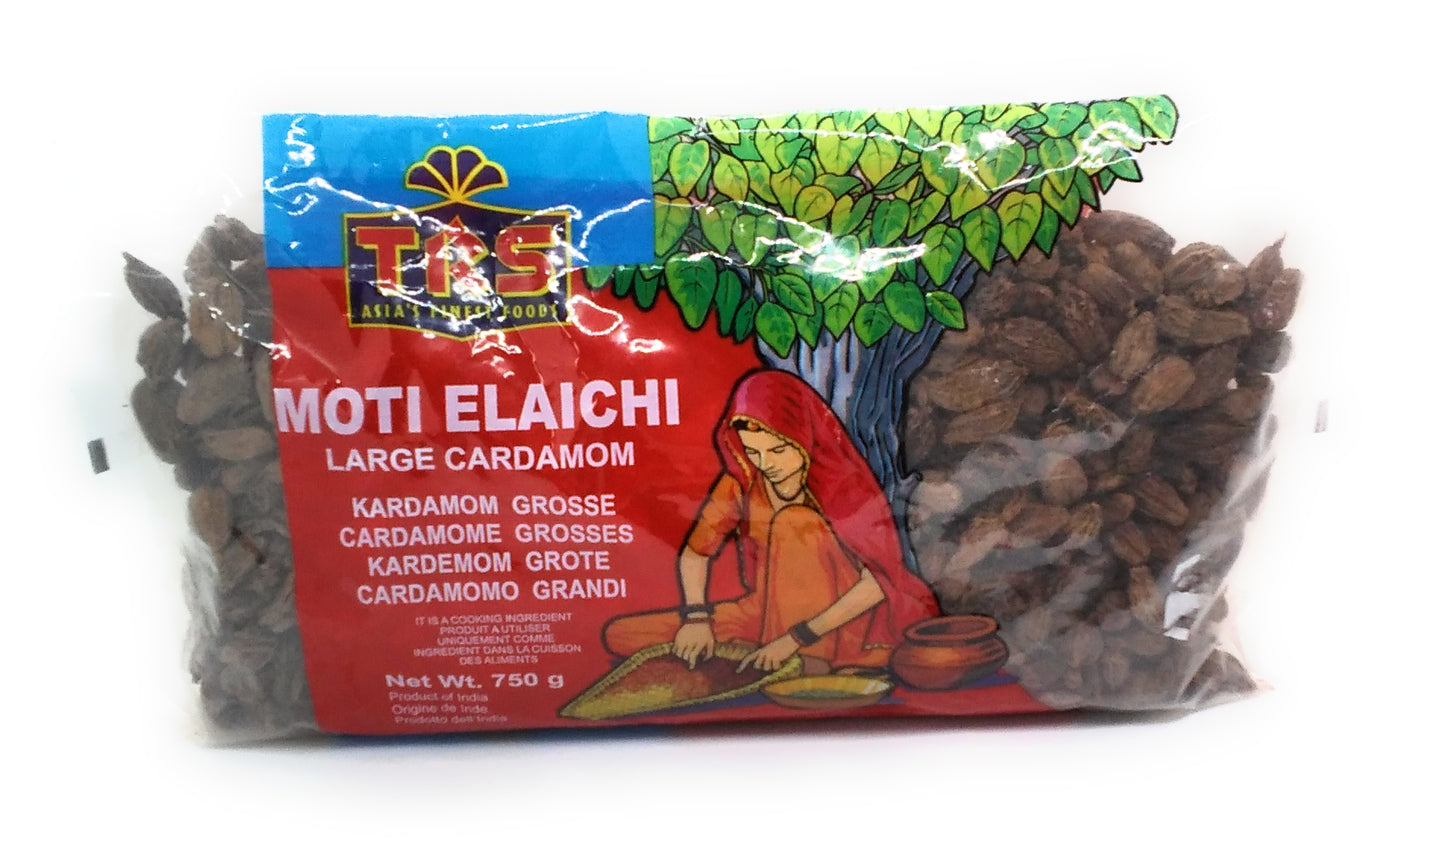 TRS
ASIA'S FINEST FOODS
MOTI ELAICHI
LARGE CARDAMOM
KARDAMOM GROSSE
CARDAMOME GROSSES
KARDEMOM GROTE
CARDAMOMO GRANDI
IT IS A COOKING INGREDIENT
PRODUIT A UTILISER
UNIQUEMENT COMME
INGREDIENT DANS LA CUISSON
DES ALIMENTS
Net Wt. 750 g
Product of India
Origine de Inde
Prodotto dell'India